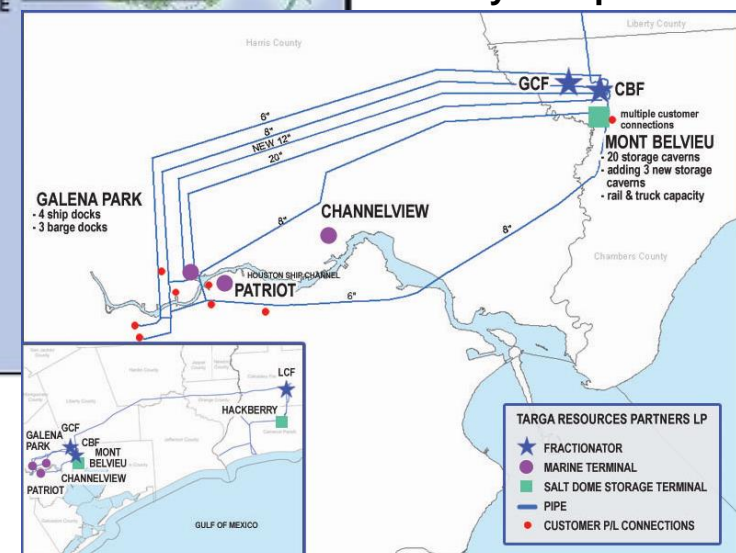 Liberty County
Harris County
GCF
CBF
multiple customer
connections
MONT BELVIEU
- 20 storage caverns
- adding 3 new storage
caverns
- rail & truck capacity
6"
8"
NEW 12"
20"
GALENA PARK
- 4 ship docks
- 3 barge docks
8"
CHANNELVIEW
8"
Chambers County
HOUSTON SHIP CHANNEL
PATRIOT
6"
LCF
HACKBERRY
GCF
GALENA
PARK
CBF
MONT
BELVIEU
CHANNELVIEW
PATRIOT
GULF OF MEXICO
TARGA RESOURCES PARTNERS LP
FRACTIONATOR
MARINE TERMINAL
SALT DOME STORAGE TERMINAL
PIPE
CUSTOMER P/L CONNECTIONS